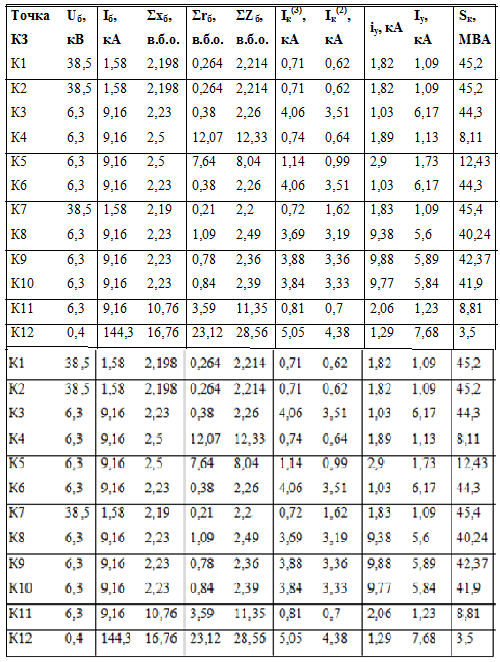 Точка Uб, Iб, Σxб, Σrб, ΣZб, Iк(3), Iк(2), iу, кА Iу, Sк,
КЗ кВ кА в.б.о. в.б.о. в.б.о. кА кА кА МВА
К1 38,5 1,58 2,198 0,264 2,214 0,71 0,62 1,82 1,09 45,2
К2 38,5 1,58 2,198 0,264 2,214 0,71 0,62 1,82 1,09 45,2
К3 6,3 9,16 2,23 0,38 2,26 4,06 3,51 1,03 6,17 44,3
К4 6,3 9,16 2,5 12,07 12,33 0,74 0,64 1,89 1,13 8,11
К5 6,3 9,16 2,5 7,64 8,04 1,14 0,99 2,9 1,73 12,43
К6 6,3 9,16 2,23 0,38 2,26 4,06 3,51 1,03 6,17 44,3
К7 38,5 1,58 2,19 0,21 2,2 0,72 1,62 1,83 1,09 45,4
К8 6,3 9,16 2,23 1,09 2,49 3,69 3,19 9,38 5,6 40,24
К9 6,3 9,16 2,23 0,78 2,36 3,88 3,36 9,88 5,89 42,37
К10 6,3 9,16 2,23 0,84 2,39 3,84 3,33 9,77 5,84 41,9
К11 6,3 9,16 10,76 3,59 11,35 0,81 0,7 2,06 1,23 8,81
К12 0,4 144,3 16,76 23,12 28,56 5,05 4,38 1,29 7,68 3,5
К1 38,5 1,58 2,198 0,264 2,214 0,71 0,62 1,82 1,09 45,2
К2 38,5 1,58 2,198 0,264 2,214 0,71 0,62 1,82 1,09 45,2
К3 6,3 9,16 2,23 0,38 2,26 4,06 3,51 1,03 6,17 44,3
К4 6,3 9,16 2,5 12,07 12,33 0,74 0,64 1,89 1,13 8,11
К5 6,3 9,16 2,5 7,64 8,04 1,14 0,99 2,9 1,73 12,43
К6 6,3 9,16 2,23 0,38 2,26 4,06 3,51 1,03 6,17 44,3
К7 38,5 1,58 2,19 0,21 2,2 0,72 1,62 1,83 1,09 45,4
К8 6,3 9,16 2,23 1,09 2,49 3,69 3,19 9,38 5,6 40,24
К9 6,3 9,16 2,23 0,78 2,36 3,88 3,36 9,88 5,89 42,37
К10 6,3 9,16 2,23 0,84 2,39 3,84 3,33 9,77 5,84 41,9
К11 6,3 9,16 10,76 3,59 11,35 0,81 0,7 2,06 1,23 8,81
К12 0,4 144,3 16,76 23,12 28,56 5,05 4,38 1,29 7,68 3,5